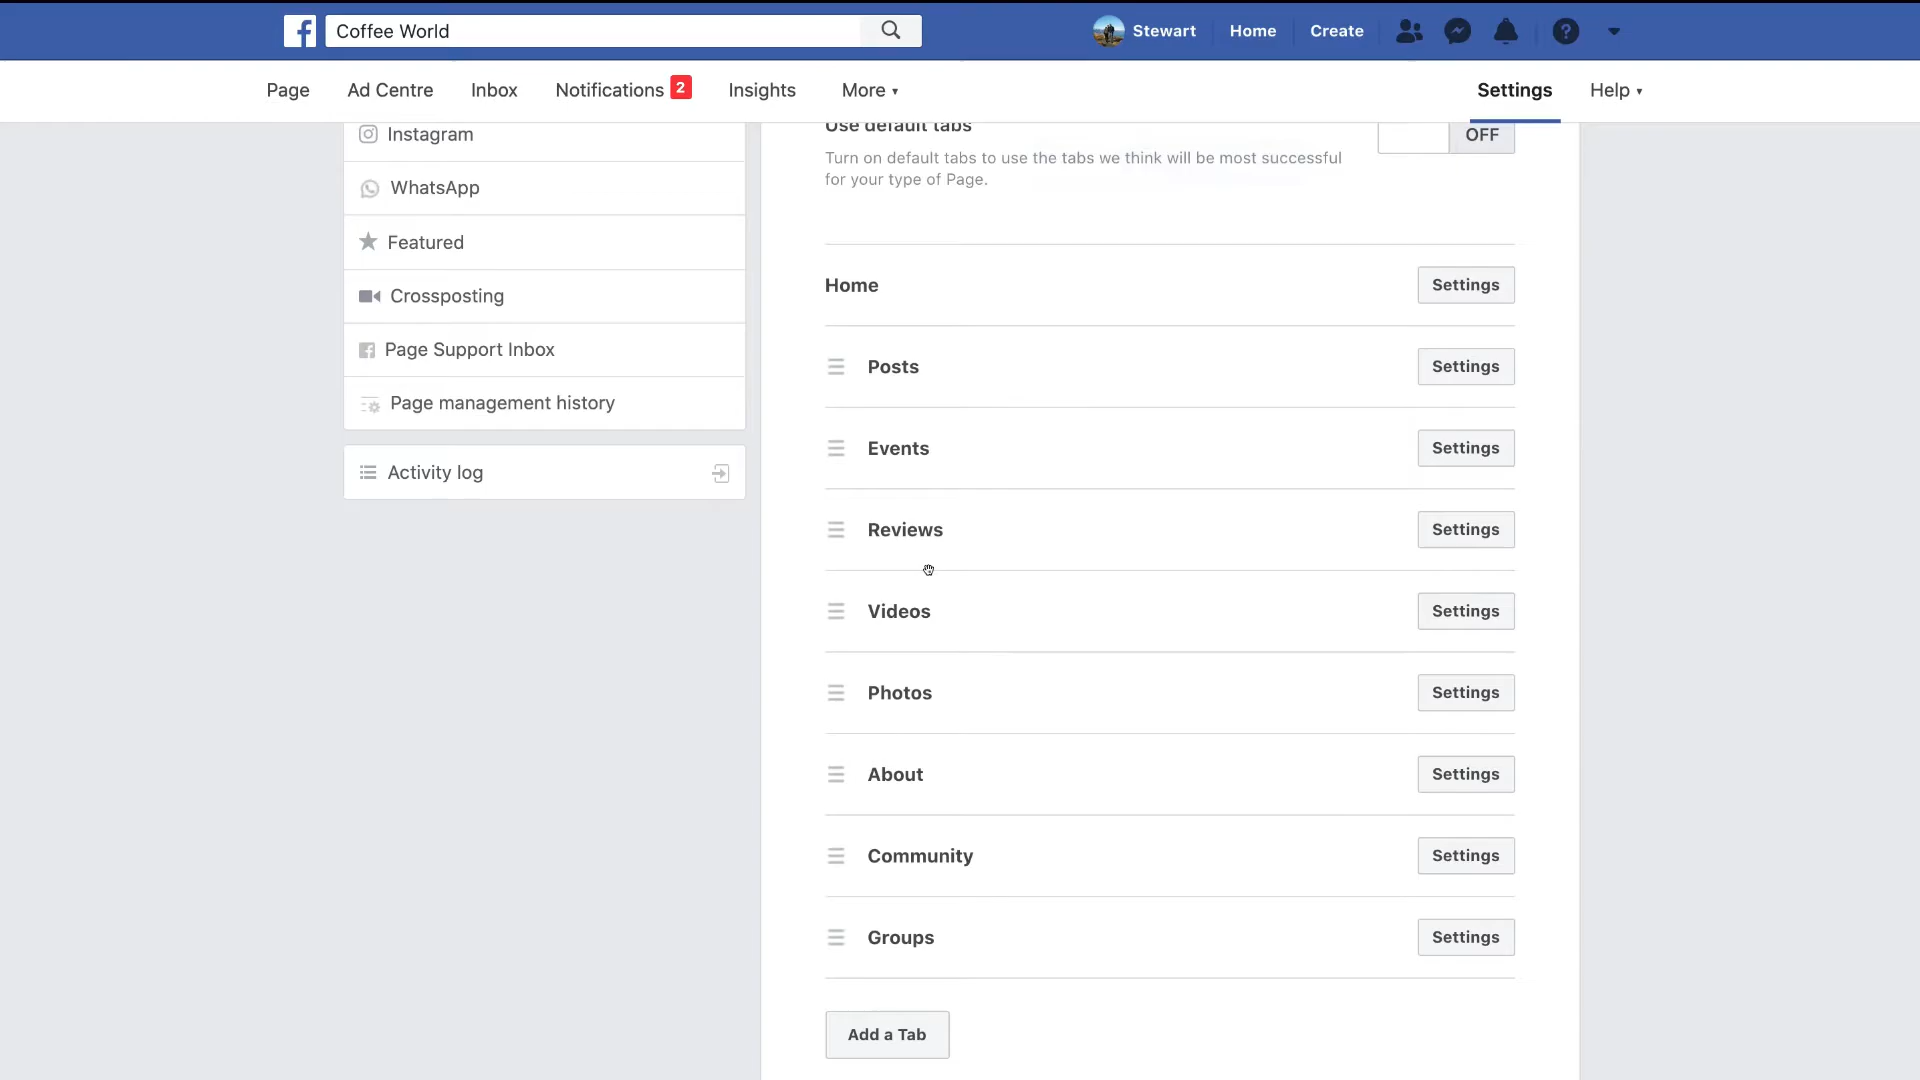 Coffee World
Stewart
Home
Create
Page
Ad Centre
Inbox
Notifications 2
Insights
More
Settings
Help
Instagram
WhatsApp
Featured
Crossposting
Page Support Inbox
Page management history
Activity log
Use default tabs
OFF
Turn on default tabs to use the tabs we think will be most successful
for your type of Page.
Home Settings
Posts Settings
Events Settings
Reviews Settings
Videos Settings
Photos Settings
About Settings
Community Settings
Groups Settings
Add a Tab